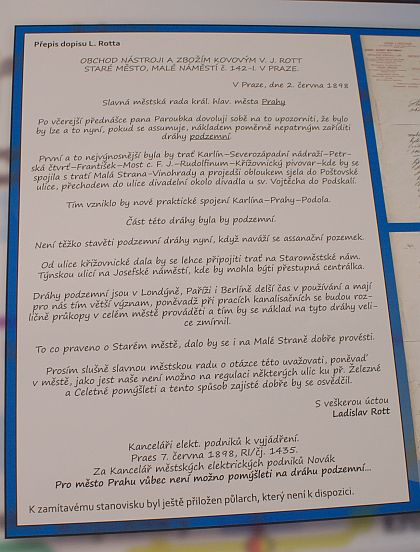 Přepis dopisu L. Rotta
OBCHOD NÁSTROJI A ZBOŽÍM KOVOVÝM V. J. ROTT
STARÉ MĚSTO, MALÉ NÁMĚSTÍ č. 142-I. V PRAZE.
V Praze, dne 2. června 1898
Slavná městská rada král. hlav. města Prahy
Po včerejší přednášce pana Paroubka dovoluji sobě na to upozorniti, že bylo
by lze a to nyní, pokud se assumuje, nákladem poměrně nepatrným zaříditi
dráhy podzemní.
První a to nejvýnosnější byla by trať Karlín–Severozápadní nádraží–Petr-
ská čtvrť–František–Most c. F. J.–Rudolfinum–Křížovnický pivovar–kde by se
spojila s tratí Malá Strana-Vinohrady a projedši obloukem sjela do Poštovské
ulice, přechodem do ulice divadelní okolo divadla u sv. Vojtěcha do Podskalí.
Tím vzniklo by nové praktické spojení Karlína–Prahy–Podola.
Část této dráhy byla by podzemní.
Není těžko stavěti podzemní dráhy nyní, když naváží se assanační pozemek.
Od ulice křížovnické dala by se lehce připojiti trať na Staroměstské nám.
Týnskou ulicí na Josefské náměstí, kde by mohla býti přestupná centrálka.
Dráhy podzemní jsou v Londýně, Paříži i Berlíně delší čas v používání a mají
pro nás tím větší význam, poněvadž při pracích kanalisačních se budou roz-
ličně průkopy v celém městě prováděti a tím by se náklad na tyto dráhy veli-
ce zmírnil.
To co praveno o Starém městě, dalo by se i na Malé Straně dobře provésti.
Prosím slušně slavnou městskou radu o otázce této uvažovati, poněvaď
v městě, jako jest naše není možno na regulaci některých ulic ku př. Železné
a Celetné pomýšleti a tento způsob zajisté dobře by se osvědčil.
S veškerou úctou
Ladislav Rott
Kanceláři elekt. podniků k vyjádření.
Praes 7. června 1898, RI/čj. 1435.
Za Kancelář městských elektrických podniků Novák
Pro město Prahu vůbec není možno pomýšleti na dráhu podzemní...
K zamítavému stanovisku byl ještě přiložen půlarch, který není k dispozici.